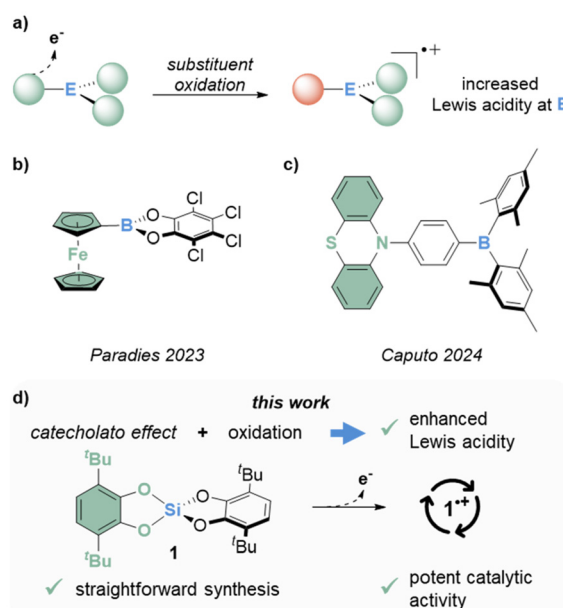 a)
e-
substituent
oxidation
E
E
•+
increased
Lewis acidity at E
b)
c)
Fe
B
O
O
Cl
Cl
Cl
Cl
S
N
B
Paradies 2023
Caputo 2024
d)
this work
catecholato effect + oxidation
✓ enhanced
Lewis acidity
tBu
tBu
O
O
Si
O
O
tBu
tBu
1
e-
1•+
✓ straightforward synthesis
✓ potent catalytic
activity